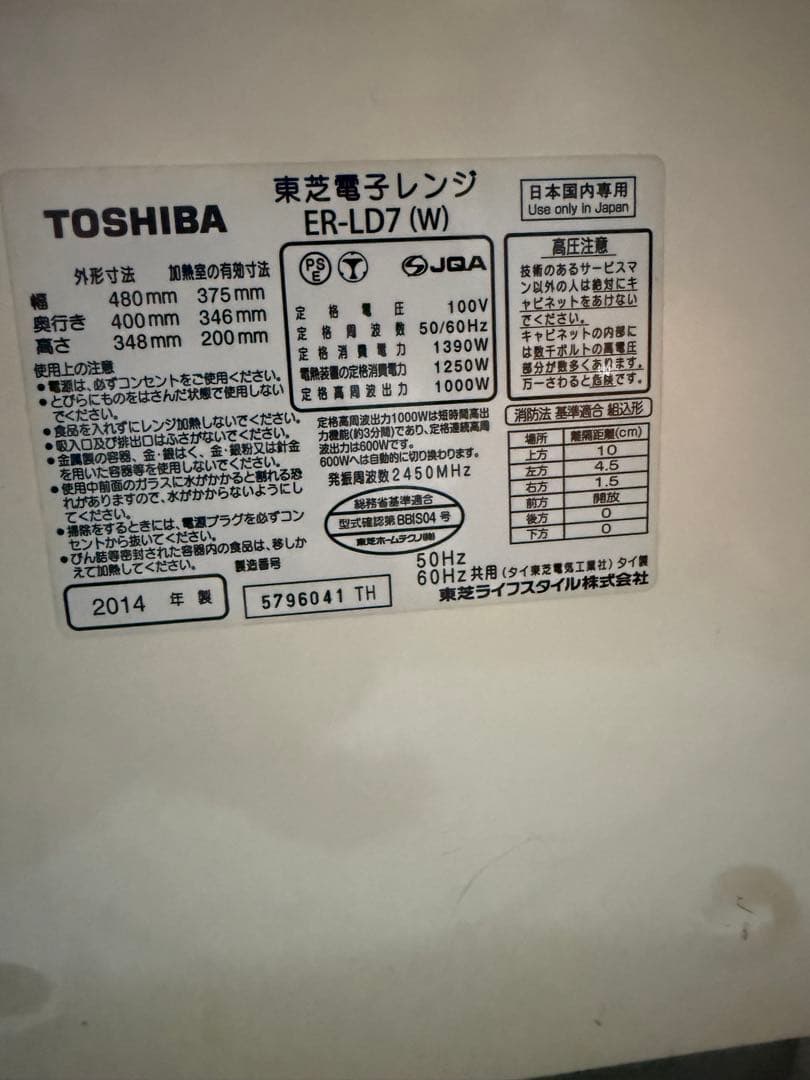 TOSHIBA
東芝電子レンジ
ER-LD7 (W)
日本国内専用
Use only in Japan
外形寸法 加熱室の有効寸法
幅 480mm 375mm
奥行き 400mm 346mm
高さ 348mm 200mm
使用上の注意
●電源は、必ずコンセントをご使用ください。
●とびらにものをはさんだ状態で使用しない
でください。
●食品を入れずにレンジ加熱しないでください。
●吸入口及び排出口はふさがないでください。
●金属製の容器、金・銀はく、金・銀粉又は針金
を用いた容器等を使用しないでください。
●使用中前面のガラスに水がかかると割れる恐
れがありますので、水がかからないようにし
てください。
●掃除をするときには、電源プラグを必ずコン
セントから抜いてください。
●びん詰等密封された容器内の食品は、移しか
えて加熱してください。
PSE JQA
定格電圧 100V
定格周波数 50/60Hz
定格消費電力 1390W
電熱装置の定格消費電力 1250W
定格高周波出力 1000W
定格高周波出力1000Wは短時間高出
力機能(約3分間)であり、定格連続高周
波出力は600Wです。
600Wへは自動的に切り換わります。
発振周波数2450MHz
総務省基準適合
型式確認第BBIS04号
東芝ホームテクノ(株)
高圧注意
技術のあるサービスマ
ン以外の人は絶対にキ
ャビネットをあけない
でください。
キャビネットの内部に
は数千ボルトの高電圧
部分が数多くあります。
万一さわると危険です。
消防法 基準適合 組込形
場所 離隔距離(cm)
上方 10
左方 4.5
右方 1.5
前方 開放
後方 0
下方 0
製造番号
2014 年 製
5796041 TH
50Hz
60Hz共用 (タイ東芝電気工業社) タイ製
東芝ライフスタイル株式会社